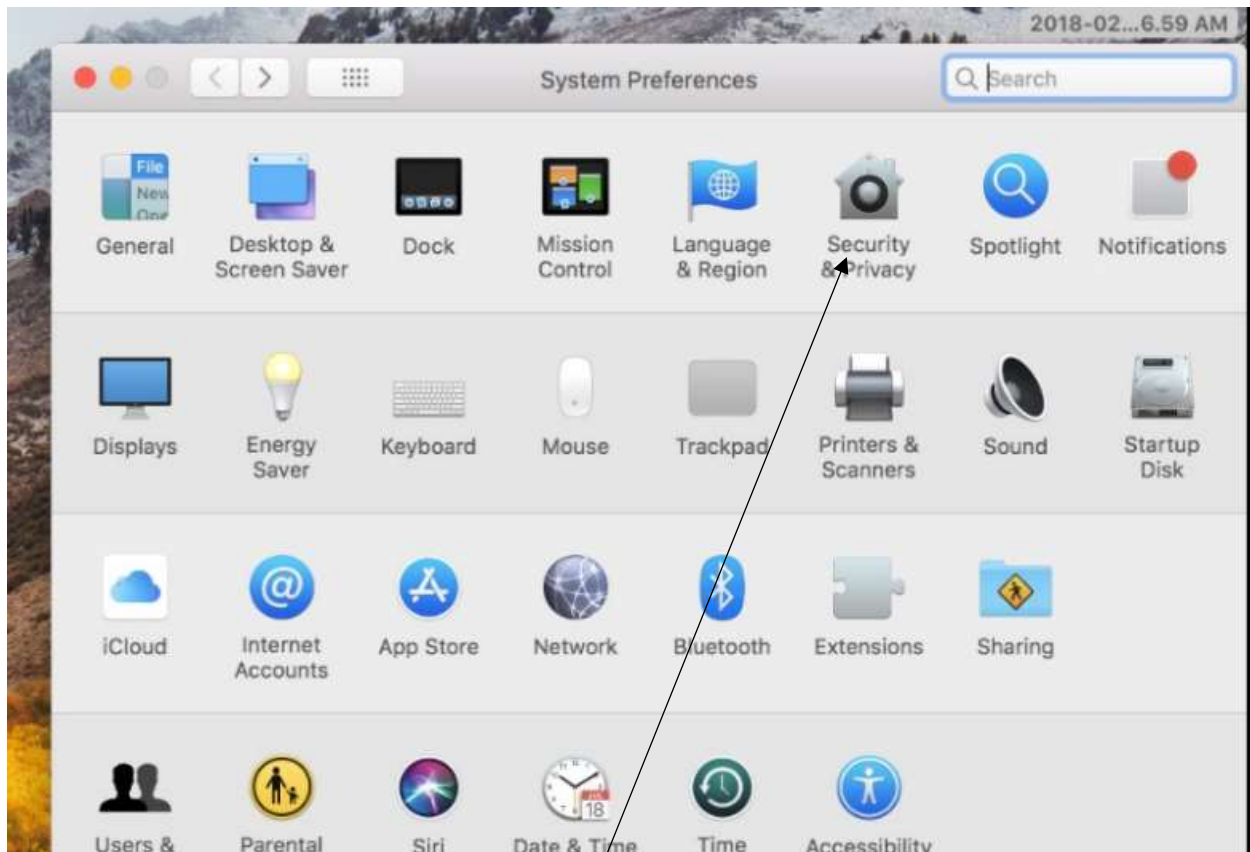 2018-02...6.59 AM
System Preferences
Search
File
New
General
Desktop &
Screen Saver
Dock
Mission
Control
Language
& Region
Security
& Privacy
Spotlight
Notifications
Displays
Energy
Saver
Keyboard
Mouse
Trackpad
Printers &
Scanners
Sound
Startup
Disk
iCloud
@
Internet
Accounts
App Store
Network
Bluetooth
Extensions
Sharing
18
Users &
Parental
Siri
Date & Time
Time
Accessibility